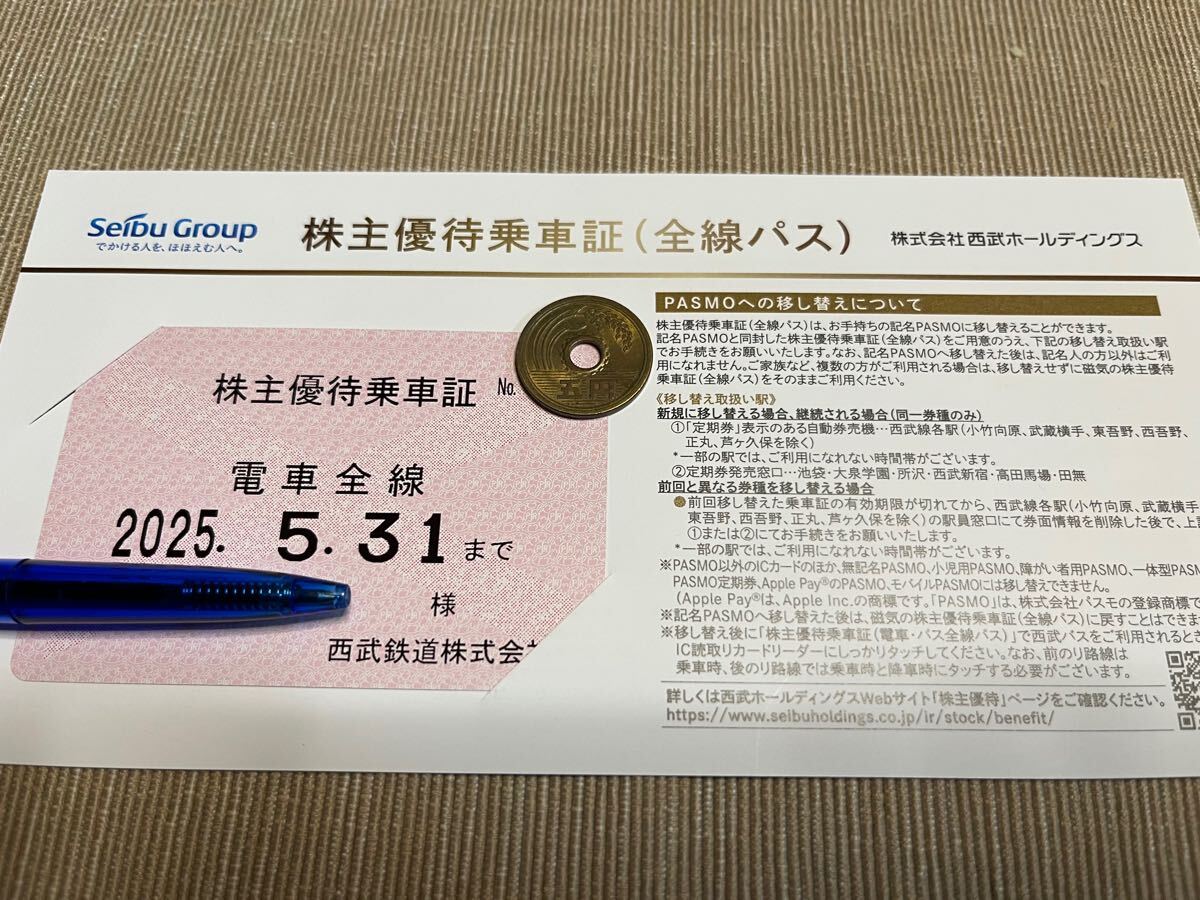 Seibu Group
でかける人を、ほほえむ人へ。
株主優待乗車証(全線パス)
株式会社西武ホールディングス
株主優待乗車証 No.
電車全線
2025. 5.31まで
様
西武鉄道株式会
五円
PASMOへの移し替えについて
株主優待乗車証(全線パス)は、お手持ちの記名PASMOに移し替えることができます。
記名PASMOと同封した株主優待乗車証(全線パス)をご用意のうえ、下記の移し替え取扱い駅
でお手続きをお願いいたします。なお、記名PASMOへ移し替えた後は、記名人の方以外はご利
用になれません。ご家族など、複数の方がご利用される場合は、移し替えせずに磁気の株主優待
乗車証(全線パス)をそのままご利用ください。
《移し替え取扱い駅》
新規に移し替える場合、継続される場合(同一券種のみ)
①「定期券」表示のある自動券売機…西武線各駅(小竹向原、武蔵横手、東吾野、西吾野、
正丸、芦ヶ久保を除く)
*一部の駅では、ご利用になれない時間帯がございます。
②定期券発売窓口…池袋・大泉学園・所沢・西武新宿・高田馬場・田無
前回と異なる券種を移し替える場合
●前回移し替えた乗車証の有効期限が切れてから、西武線各駅(小竹向原、武蔵横手、
東吾野、西吾野、正丸、芦ヶ久保を除く)の駅員窓口にて券面情報を削除した後で、上記
①または②にてお手続きをお願いいたします。
*一部の駅では、ご利用になれない時間帯がございます。
※PASMO以外のICカードのほか、無記名PASMO、小児用PASMO、障がい者用PASMO、一体型PASM
PASMO定期券、Apple Pay®のPASMO、モバイルPASMOには移し替えできません。
(Apple Pay®は、Apple Inc.の商標です。「PASMO」は、株式会社パスモの登録商標で
※記名PASMOへ移し替えた後は、磁気の株主優待乗車証(全線パス)に戻すことはできませ
※移し替え後に「株主優待乗車証(電車・バス全線パス)」で西武バスをご利用されるとき
IC読取りカードリーダーにしっかりタッチしてください。なお、前のり路線は
乗車時、後のり路線では乗車時と降車時にタッチする必要がございます。
詳しくは西武ホールディングスWebサイト「株主優待」ページをご確認ください。
https://www.seibuholdings.co.jp/ir/stock/benefit/